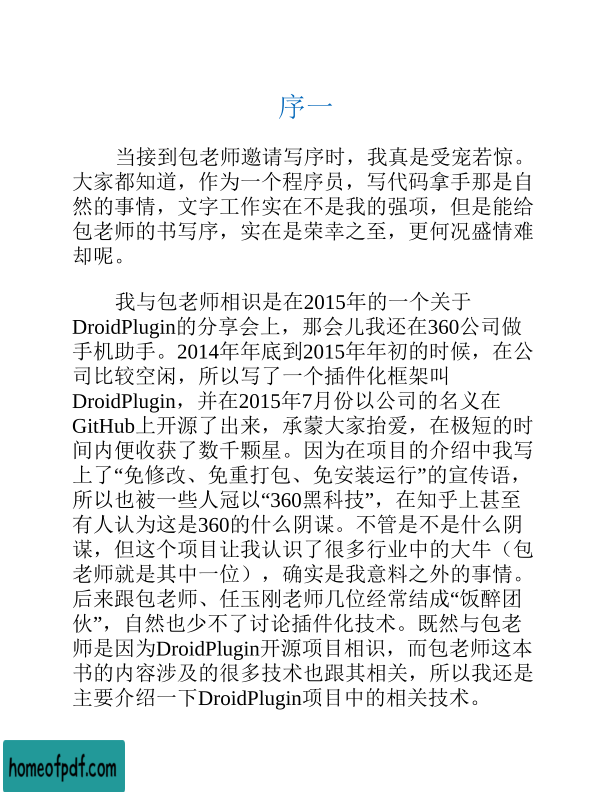 序一
当接到包老师邀请写序时，我真是受宠若惊。
大家都知道，作为一个程序员，写代码拿手那是自
然的事情，文字工作实在不是我的强项，但是能给
包老师的书写序，实在是荣幸之至，更何况盛情难
却呢。
我与包老师相识是在2015年的一个关于
DroidPlugin的分享会上，那会儿我还在360公司做
手机助手。2014年年底到2015年年初的时候，在公
司比较空闲，所以写了一个插件化框架叫
DroidPlugin，并在2015年7月份以公司的名义在
GitHub上开源了出来，承蒙大家抬爱，在极短的时
间内便收获了数千颗星。因为在项目的介绍中我写
上了“免修改、免重打包、免安装运行”的宣传语，
所以也被一些人冠以“360黑科技”，在知乎上甚至
有人认为这是360的什么阴谋。不管是不是什么阴
谋，但这个项目让我认识了很多行业中的大牛（包
老师就是其中一位），确实是我意料之外的事情。
后来跟包老师、任玉刚老师几位经常结成“饭醉团
伙”，自然也少不了讨论插件化技术。既然与包老
师是因为DroidPlugin开源项目相识，而包老师这本
书的内容涉及的很多技术也跟其相关，所以我还是
主要介绍一下DroidPlugin项目中的相关技术。
homeofpdf.com